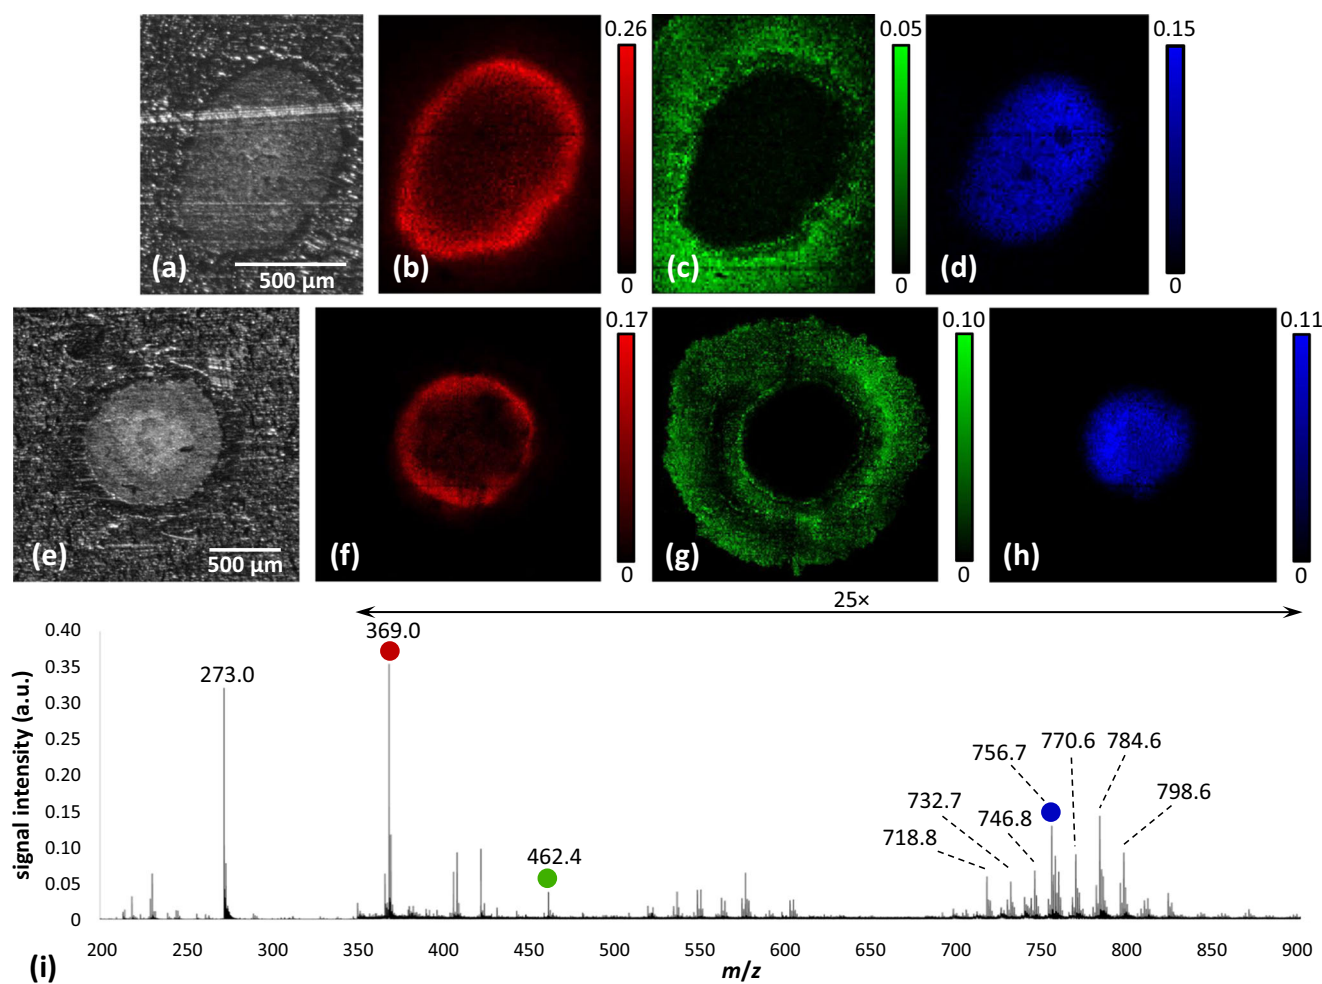 0.26
0.05
0.15
(a)
500 µm
(b)
0
(c)
0
(d)
0
0.17
0.10
0.11
(e)
500 µm
(f)
0
(g)
0
(h)
0
25×
0.40
0.35
0.30
0.25
0.20
0.15
0.10
0.05
0
signal intensity (a.u.)
273.0
369.0
462.4
718.8
732.7
746.8
756.7
770.6
784.6
798.6
200 250 300 350 400 450 500 550 600 650 700 750 800 850 900
(i)
m/z